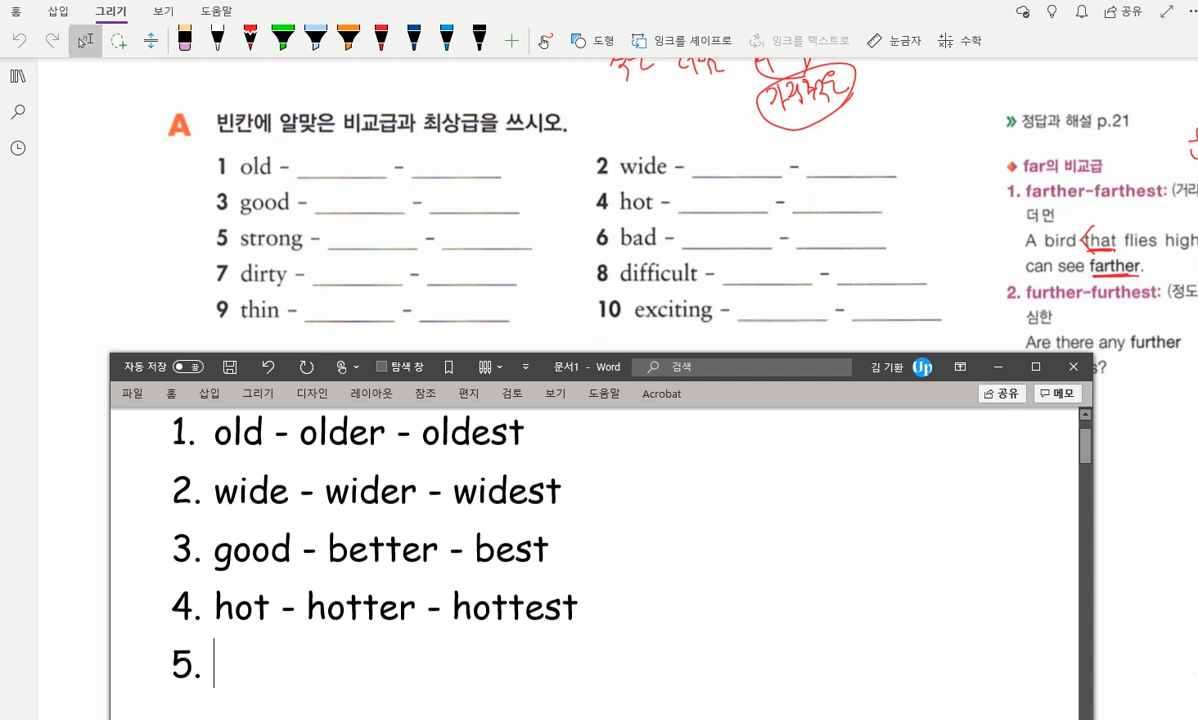 홈 삽입 그리기 보기 도움말
공유
도형 잉크를 셰이프로 잉크를 텍스트로 눈금자 수학
A 빈칸에 알맞은 비교급과 최상급을 쓰시오.
1 old - ________ - ________
2 wide - ________ - ________
3 good - ________ - ________
4 hot - ________ - ________
5 strong - ________ - ________
6 bad - ________ - ________
7 dirty - ________ - ________
8 difficult - ________ - ________
9 thin - ________ - ________
10 exciting - ________ - ________
정답과 해설 p.21
far의 비교급
1. farther-farthest: (거리
더 먼
A bird that flies high
can see farther.
2. further-furthest: (정도
심한
Are there any further
s?
자동 저장 끔 탐색 창 문서1 - Word 검색 김 기환 Up
파일 홈 삽입 그리기 디자인 레이아웃 참조 편지 검토 보기 도움말 Acrobat 공유 메모
1. old - older - oldest
2. wide - wider - widest
3. good - better - best
4. hot - hotter - hottest
5.